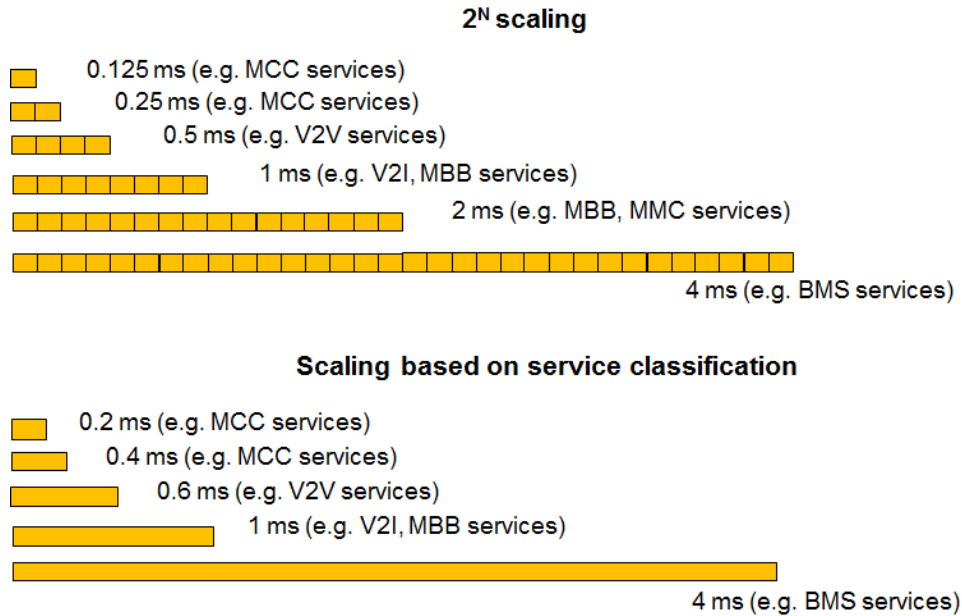 2ᴺ scaling
0.125 ms (e.g. MCC services)
0.25 ms (e.g. MCC services)
0.5 ms (e.g. V2V services)
1 ms (e.g. V2I, MBB services)
2 ms (e.g. MBB, MMC services)
4 ms (e.g. BMS services)
Scaling based on service classification
0.2 ms (e.g. MCC services)
0.4 ms (e.g. MCC services)
0.6 ms (e.g. V2V services)
1 ms (e.g. V2I, MBB services)
4 ms (e.g. BMS services)